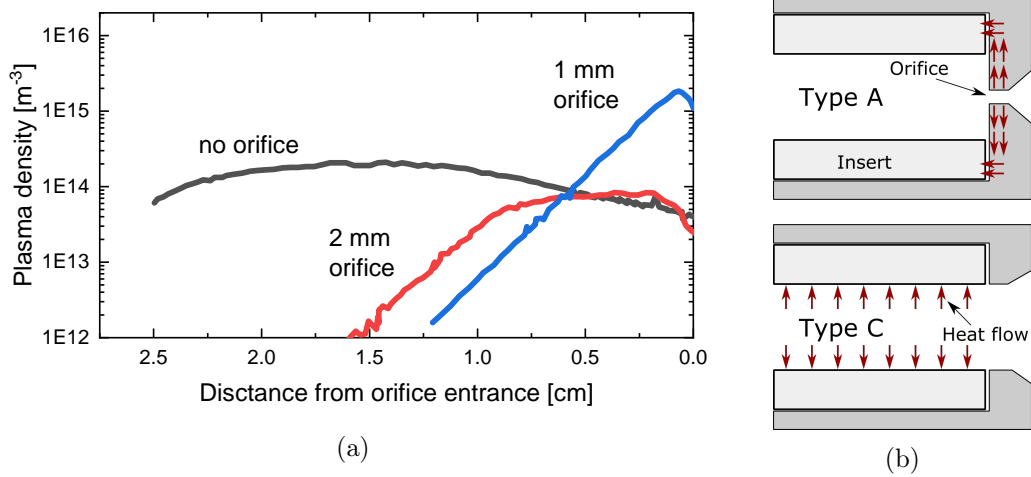 1E16
1E15
1E14
1E13
1E12
Plasma density [m⁻³]
no orifice
1 mm
orifice
2 mm
orifice
2.5 2.0 1.5 1.0 0.5 0.0
Disctance from orifice entrance [cm]
(a)
Orifice
Type A
Insert
Type C
Heat flow
(b)